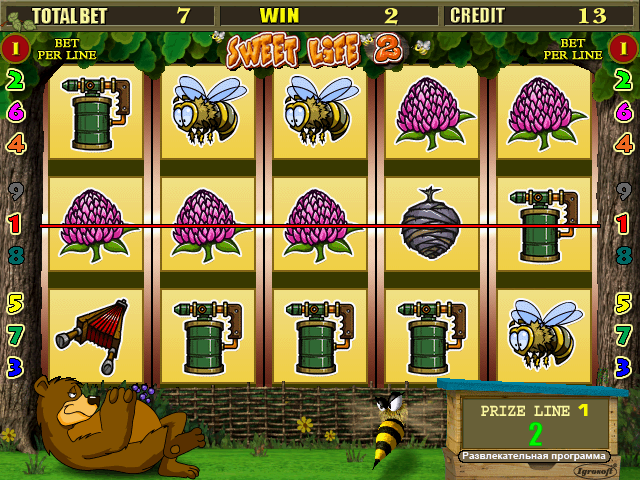 TOTAL BET 7 WIN 2 CREDIT 13
1 BET PER LINE SWEET LIFE 2 BET PER LINE 1
2 2
6 6
4 4
9 9
1 1
8 8
5 5
7 7
3 3
PRIZE LINE 1
2
Развлекательная программа
Igrosoft